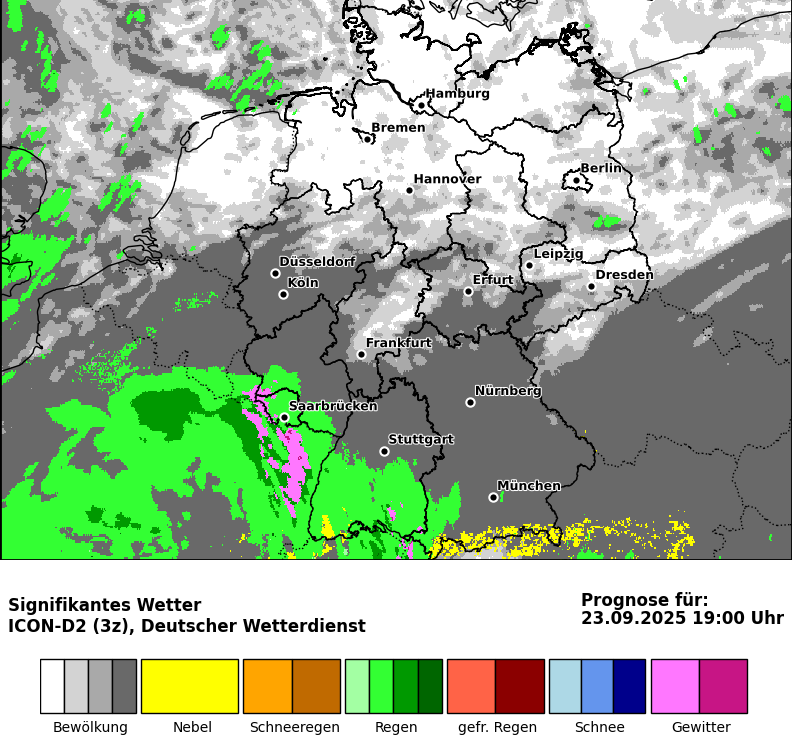 Hamburg
Bremen
Berlin
Hannover
Leipzig
Düsseldorf
Dresden
Köln
Erfurt
Frankfurt
Nürnberg
Saarbrücken
Stuttgart
München
Signifikantes Wetter
ICON-D2 (3z), Deutscher Wetterdienst
Prognose für:
23.09.2025 19:00 Uhr
Bewölkung
Nebel
Schneeregen
Regen
gefr. Regen
Schnee
Gewitter